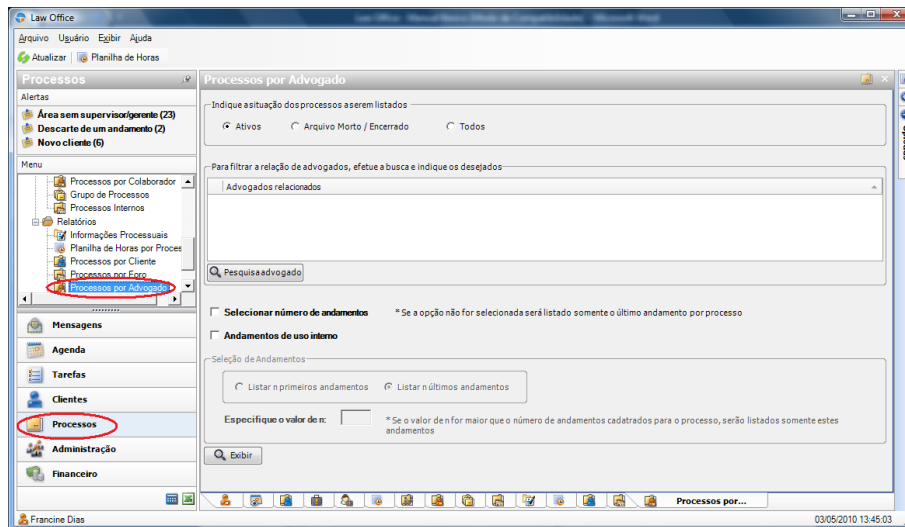 Law Office
Arquivo Usuário Exibir Ajuda
Atualizar Planilha de Horas
Processos
Alertas
Área sem supervisor/gerente (23)
Descarte de um andamento (2)
Novo cliente (6)
Menu
Processos por Colaborador
Grupo de Processos
Processos Internos
Relatórios
Informações Processuais
Planilha de Horas por Proces
Processos por Cliente
Processos por Foro
Processos por Advogado
Mensagens
Agenda
Tarefas
Clientes
Processos
Administração
Financeiro
Processos por Advogado
Indique a situação dos processos a serem listados
Ativos Arquivo Morto / Encerrado Todos
Para filtrar a relação de advogados, efetue a busca e indique os desejados
Advogados relacionados
Pesquisa advogado
Selecionar número de andamentos * Se a opção não for selecionada será listado somente o último andamento por processo
Andamentos de uso interno
Seleção de Andamentos
Listar n primeiros andamentos Listar n últimos andamentos
Especifique o valor de n: * Se o valor de n for maior que o número de andamentos cadatrados para o processo, serão listados somente estes
andamentos
Exibir
Processos por...
Francine Dias 03/05/2010 13:45:03